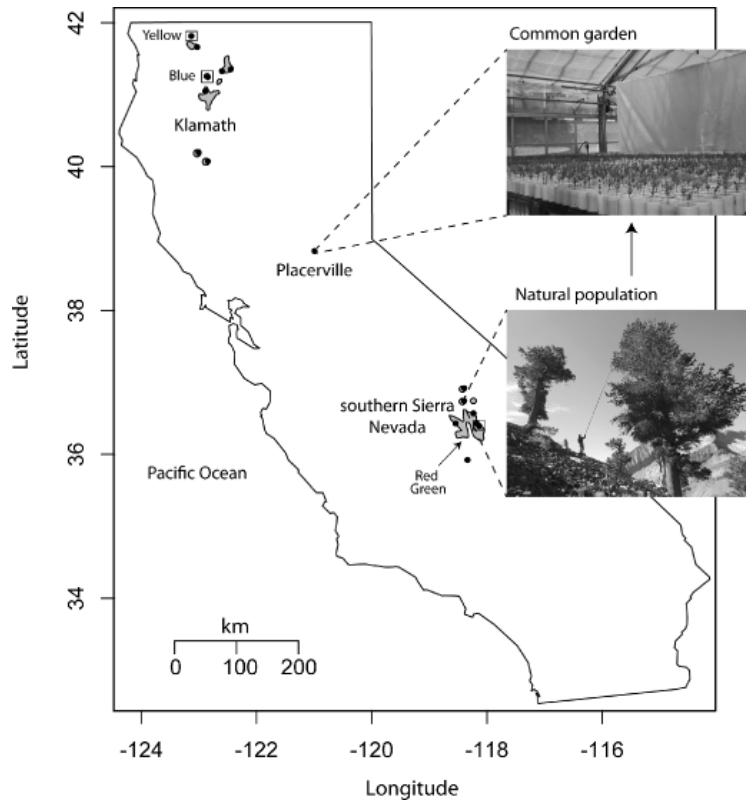 42
40
38
36
34
Latitude
Yellow
Blue
Klamath
Placerville
Common garden
Natural population
southern Sierra
Nevada
Red
Green
Pacific Ocean
km
0 100 200
-124 -122 -120 -118 -116
Longitude